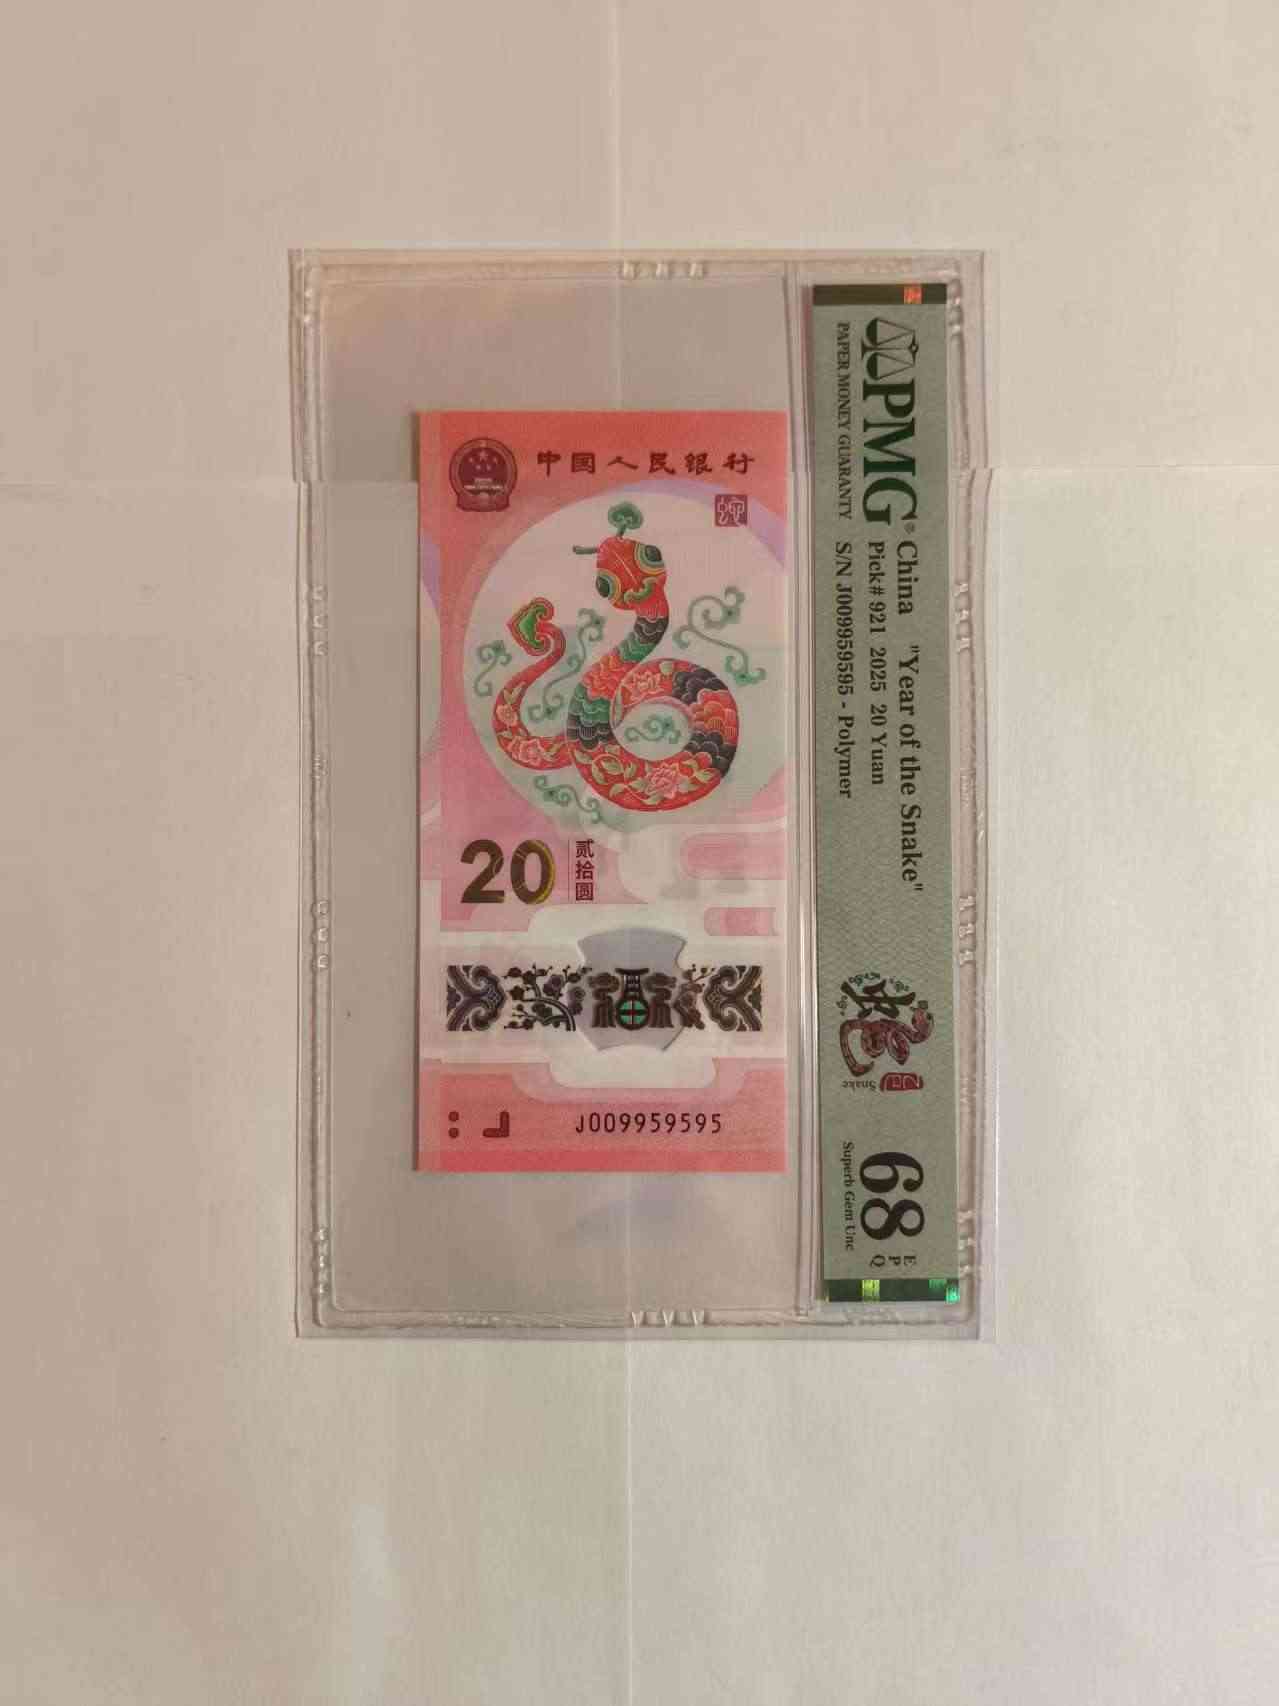 中国人民银行
蛇
20
贰拾圆
J009959595
PMG®
PAPER MONEY GUARANTY
China "Year of the Snake"
Pick# 921 2025 20 Yuan
S/N J009959595 - Polymer
Snake
68 EPQ
Superb Gem Unc